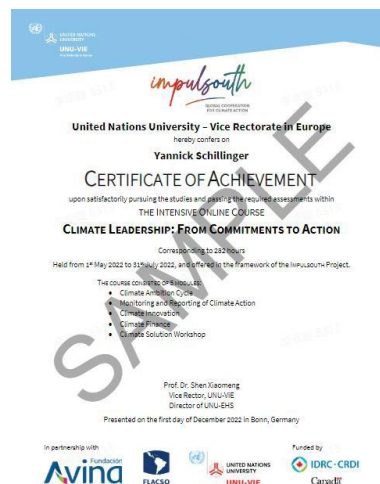 UNITED NATIONS
UNIVERSITY
UNU-VIE
impulsouth
GLOBAL COOPERATION
FOR CLIMATE ACTION
United Nations University – Vice Rectorate in Europe
hereby confers on
Yannick Schillinger
CERTIFICATE OF ACHIEVEMENT
upon satisfactorily pursuing the studies and passing the required assessments within
THE INTENSIVE ONLINE COURSE
CLIMATE LEADERSHIP: FROM COMMITMENTS TO ACTION
Corresponding to 282 hours
Held from 1st May 2022 to 31st July 2022, and offered in the framework of the IMPULSOUTH Project.
THE COURSE CONSISTED OF 5 MODULES:
• Climate Ambition Cycle
• Monitoring and Reporting of Climate Action
• Climate Innovation
• Climate Finance
• Climate Solution Workshop
SAMPLE
Prof. Dr. Shen Xiaomeng
Vice Rector, UNU-VIE
Director of UNU-EHS
Presented on the first day of December 2022 in Bonn, Germany
In partnership with
Funded by
Fundación
Avina
FLACSO
UNITED NATIONS
UNIVERSITY
UNU-VIE
IDRC · CRDI
Canada